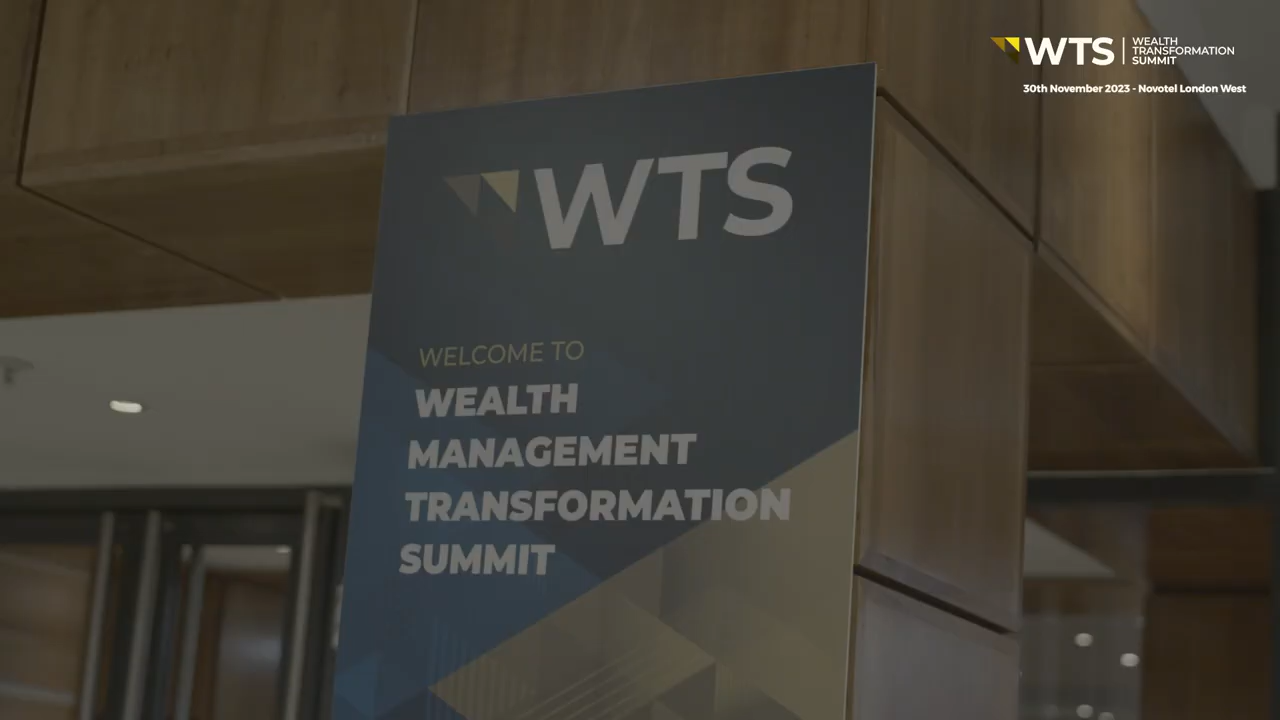 WTS
WEALTH
TRANSFORMATION
SUMMIT
30th November 2023 - Novotel London West
WTS
WELCOME TO
WEALTH
MANAGEMENT
TRANSFORMATION
SUMMIT